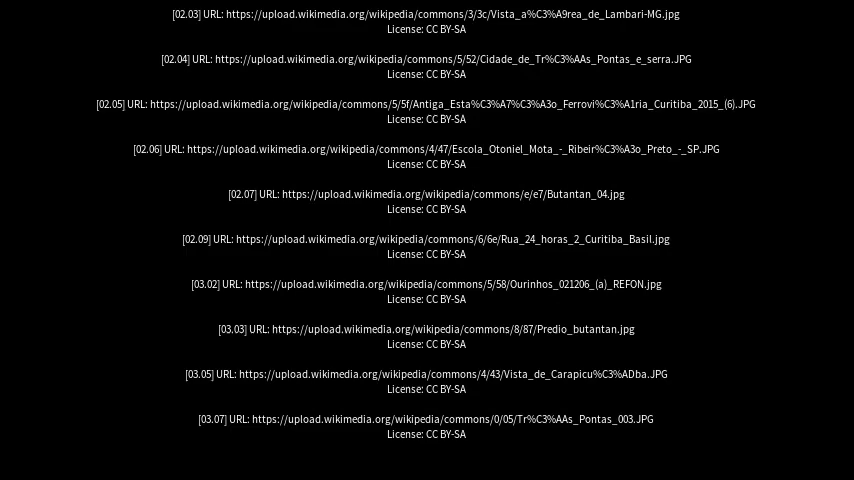 [02.03] URL: https://upload.wikimedia.org/wikipedia/commons/3/3c/Vista_a%C3%A9rea_de_Lambari-MG.jpg
License: CC BY-SA
[02.04] URL: https://upload.wikimedia.org/wikipedia/commons/5/52/Cidade_de_Tr%C3%AAs_Pontas_e_serra.JPG
License: CC BY-SA
[02.05] URL: https://upload.wikimedia.org/wikipedia/commons/5/5f/Antiga_Esta%C3%A7%C3%A3o_Ferrovi%C3%A1ria_Curitiba_2015_(6).JPG
License: CC BY-SA
[02.06] URL: https://upload.wikimedia.org/wikipedia/commons/4/47/Escola_Otoniel_Mota_-_Ribeir%C3%A3o_Preto_-_SP.JPG
License: CC BY-SA
[02.07] URL: https://upload.wikimedia.org/wikipedia/commons/e/e7/Butantan_04.jpg
License: CC BY-SA
[02.09] URL: https://upload.wikimedia.org/wikipedia/commons/6/6e/Rua_24_horas_2_Curitiba_Basil.jpg
License: CC BY-SA
[03.02] URL: https://upload.wikimedia.org/wikipedia/commons/5/58/Ourinhos_021206_(a)_REFON.jpg
License: CC BY-SA
[03.03] URL: https://upload.wikimedia.org/wikipedia/commons/8/87/Predio_butantan.jpg
License: CC BY-SA
[03.05] URL: https://upload.wikimedia.org/wikipedia/commons/4/43/Vista_de_Carapicu%C3%ADba.JPG
License: CC BY-SA
[03.07] URL: https://upload.wikimedia.org/wikipedia/commons/0/05/Tr%C3%AAs_Pontas_003.JPG
License: CC BY-SA